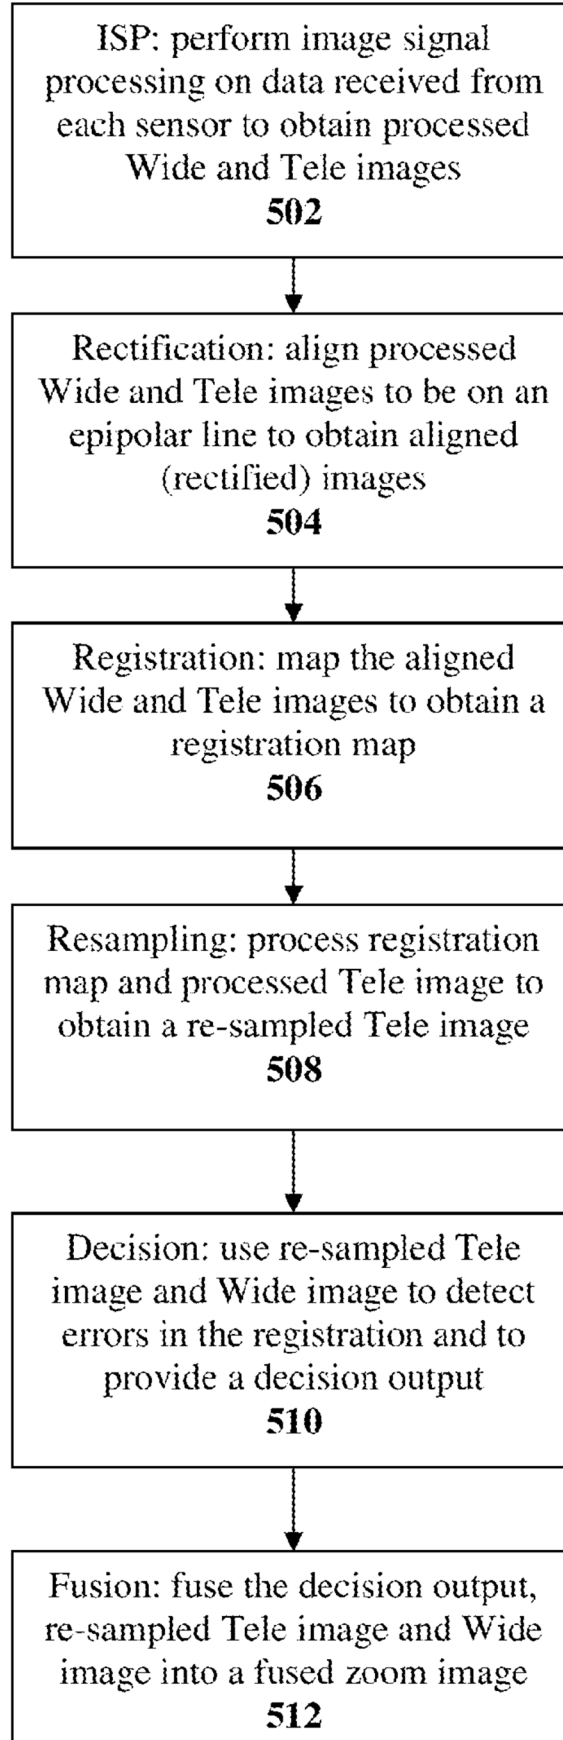 ISP: perform image signal
processing on data received from
each sensor to obtain processed
Wide and Tele images
502
Rectification: align processed
Wide and Tele images to be on an
epipolar line to obtain aligned
(rectified) images
504
Registration: map the aligned
Wide and Tele images to obtain a
registration map
506
Resampling: process registration
map and processed Tele image to
obtain a re-sampled Tele image
508
Decision: use re-sampled Tele
image and Wide image to detect
errors in the registration and to
provide a decision output
510
Fusion: fuse the decision output,
re-sampled Tele image and Wide
image into a fused zoom image
512